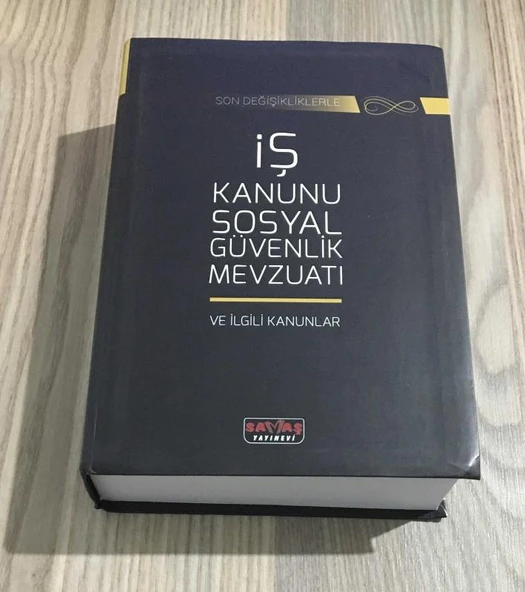 SON DEĞİŞİKLİKLERLE
İŞ
KANUNU
SOSYAL
GÜVENLİK
MEVZUATI
VE İLGİLİ KANUNLAR
SAVAŞ
YAYINEVİ